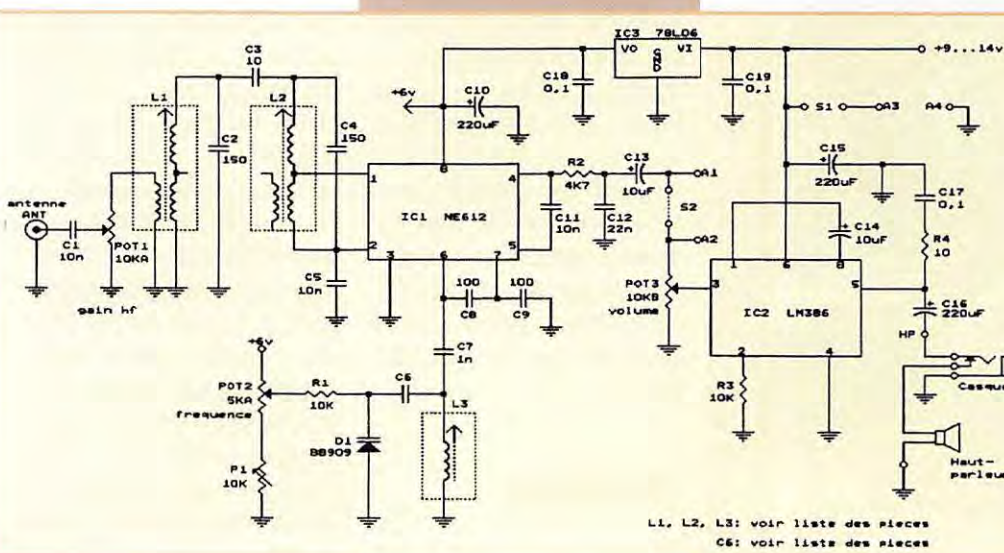 IC3 78L06
VO VI
GND
+9...14v
C18
0,1
C19
0,1
S1
A3
A4
C3
10
L1
L2
C2
150
C4
150
+6v
C10
220uF
C15
220uF
C17
0,1
antenne
ANT
C1
10n
POT1
10KA
gain hf
C5
10n
1
2
3
8
4
5
6
7
IC1 NE612
R2
4K7
C13
10uF
C11
10n
C12
22n
A1
S2
A2
POT3
10KB
volume
C14
10uF
R4
10
1
6
8
3
5
IC2 LM386
2
4
R3
10K
C16
220uF
HP
Casque
Haut-
parleur
100
C8
100
C9
C7
1n
+6v
POT2
5KA
frequence
R1
10K
C6
L3
D1
BB909
P1
10K
L1, L2, L3: voir liste des pieces
C6: voir liste des pieces